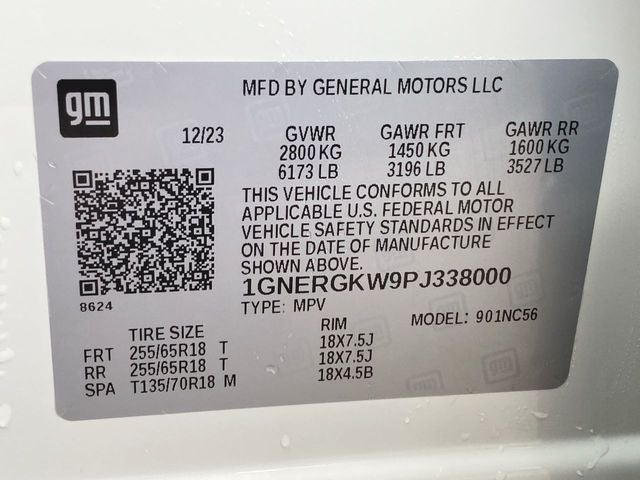 gm
MFD BY GENERAL MOTORS LLC
12/23 GVWR GAWR FRT GAWR RR
2800 KG 1450 KG 1600 KG
6173 LB 3196 LB 3527 LB
THIS VEHICLE CONFORMS TO ALL
APPLICABLE U.S. FEDERAL MOTOR
VEHICLE SAFETY STANDARDS IN EFFECT
ON THE DATE OF MANUFACTURE
SHOWN ABOVE.
1GNERGKW9PJ338000
8624
TYPE: MPV MODEL: 901NC56
TIRE SIZE RIM
FRT 255/65R18 T 18X7.5J
RR 255/65R18 T 18X7.5J
SPA T135/70R18 M 18X4.5B